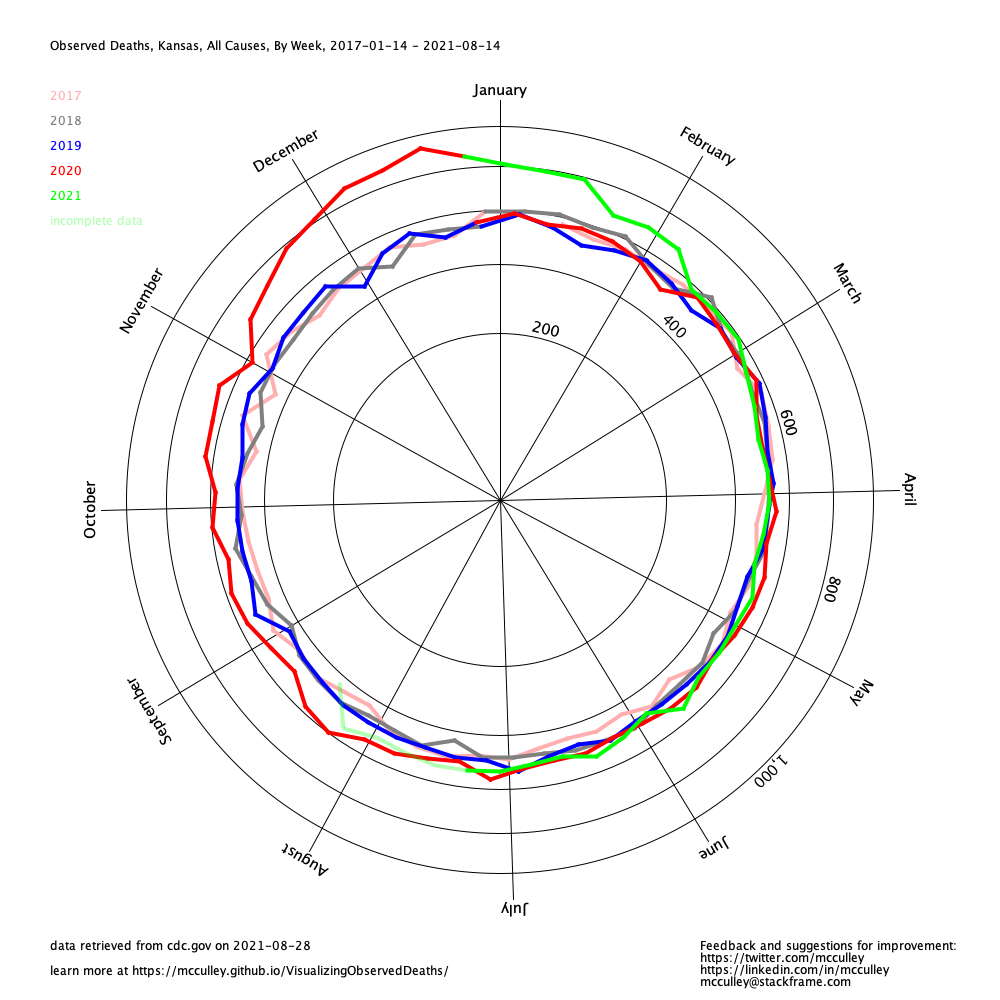 Observed Deaths, Kansas, All Causes, By Week, 2017-01-14 - 2021-08-14
January
2017
2018
2019
2020
2021
incomplete data
December
February
November
March
200
400
600
October
April
800
September
May
1,000
August
June
July
data retrieved from cdc.gov on 2021-08-28
learn more at https://mcculley.github.io/VisualizingObservedDeaths/
Feedback and suggestions for improvement:
https://twitter.com/mcculley
https://linkedin.com/in/mcculley
mcculley@stackframe.com